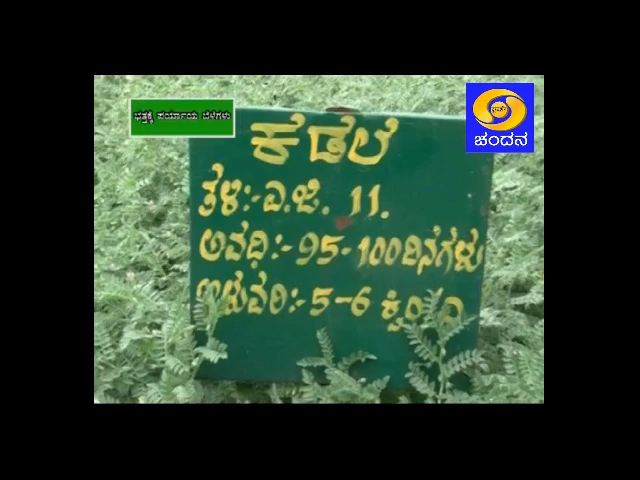 ಭತ್ತಕ್ಕೆ ಪರ್ಯಾಯ ಬೆಳೆಗಳು
ಚಂದನ
ಕಡಲೆ
ತಳಿ:-ಎ.ಜಿ. 11.
ಅವಧಿ:- 95-100 ದಿನಗಳು
ಇಳುವರಿ:- 5-6